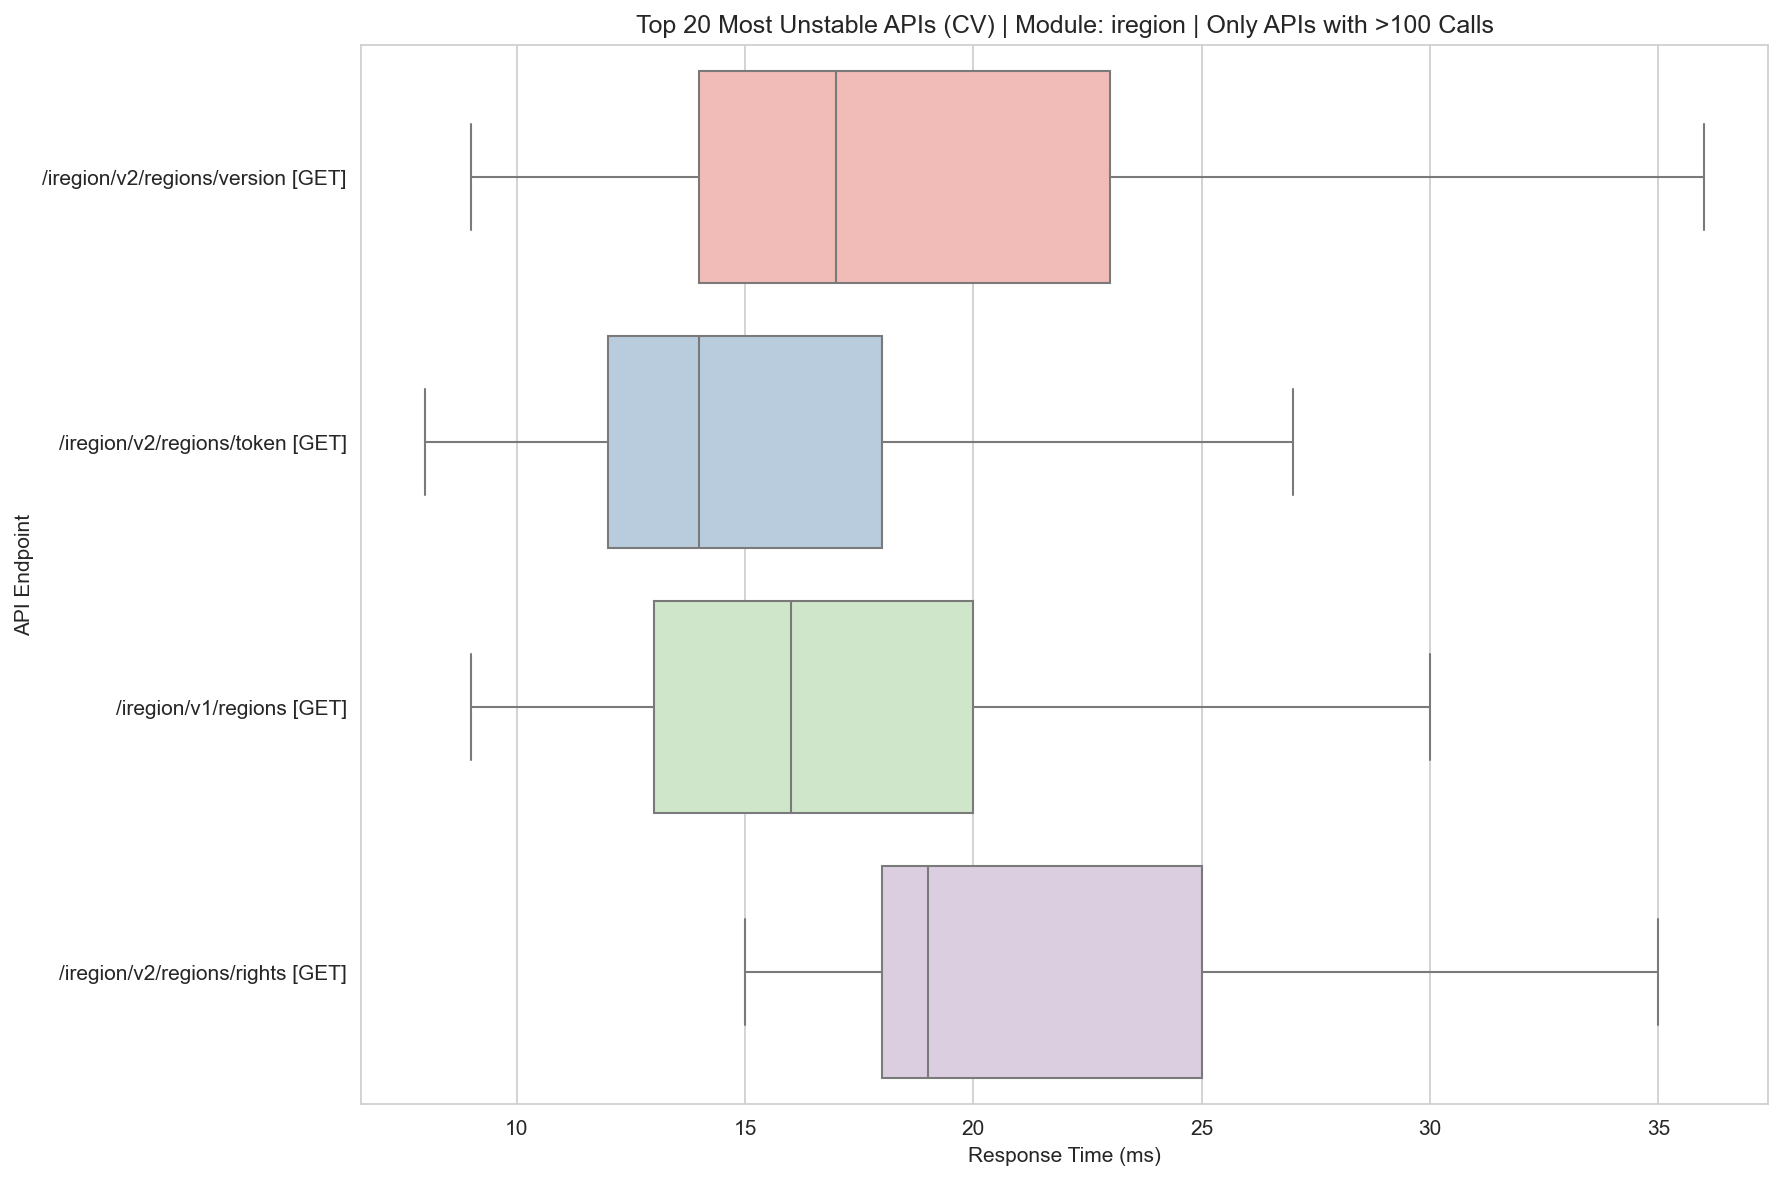 Top 20 Most Unstable APIs (CV) | Module: iregion | Only APIs with >100 Calls
/iregion/v2/regions/version [GET]
/iregion/v2/regions/token [GET]
/iregion/v1/regions [GET]
/iregion/v2/regions/rights [GET]
API Endpoint
10 15 20 25 30 35
Response Time (ms)